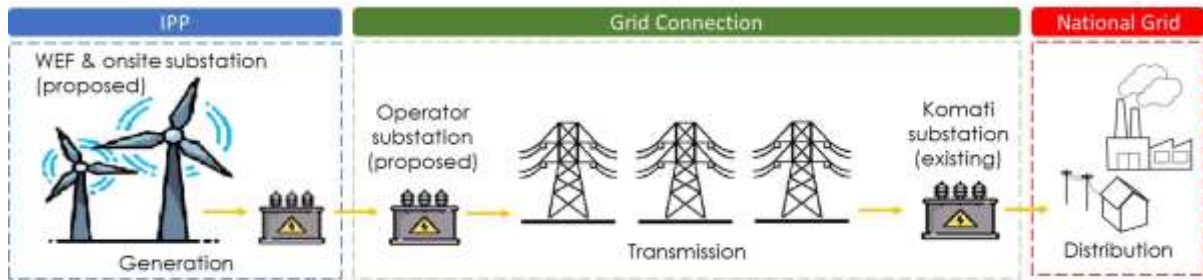 IPP
Grid Connection
National Grid
WEF & onsite substation
(proposed)
Generation
Operator
substation
(proposed)
Transmission
Komati
substation
(existing)
Distribution